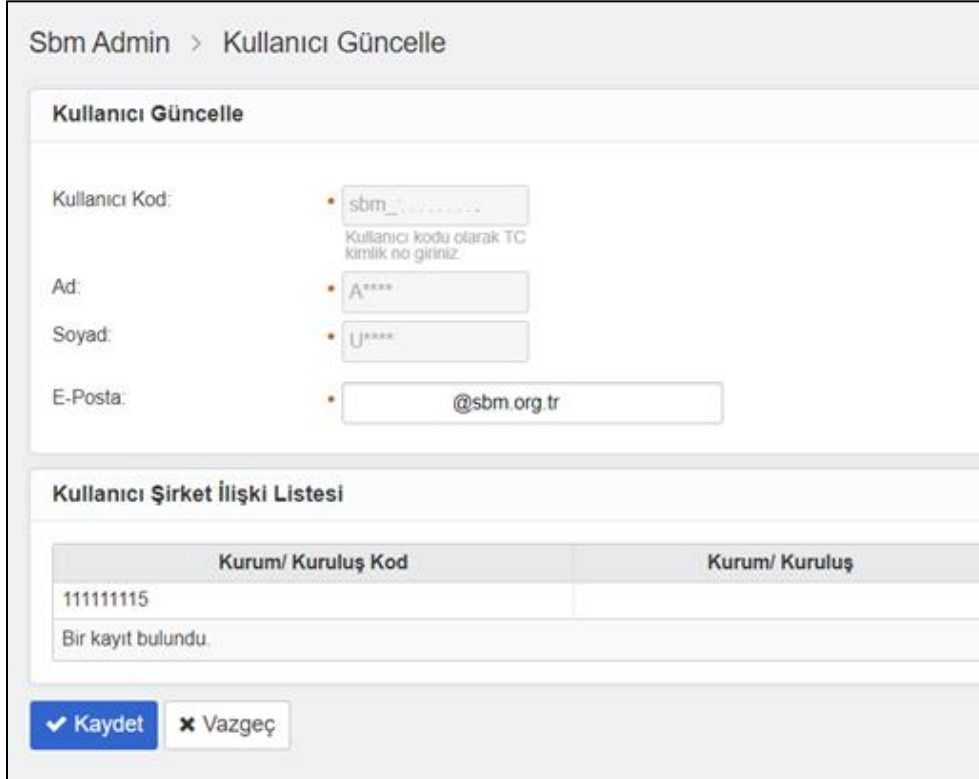 Sbm Admin > Kullanıcı Güncelle
Kullanıcı Güncelle
Kullanıcı Kod: • sbm_
Kullanıcı kodu olarak TC
kimlik no giriniz
Ad: • A****
Soyad: • U****
E-Posta: • @sbm.org.tr
Kullanıcı Şirket İlişki Listesi
Kurum/ Kuruluş Kod Kurum/ Kuruluş
111111115
Bir kayıt bulundu.
Kaydet Vazgeç